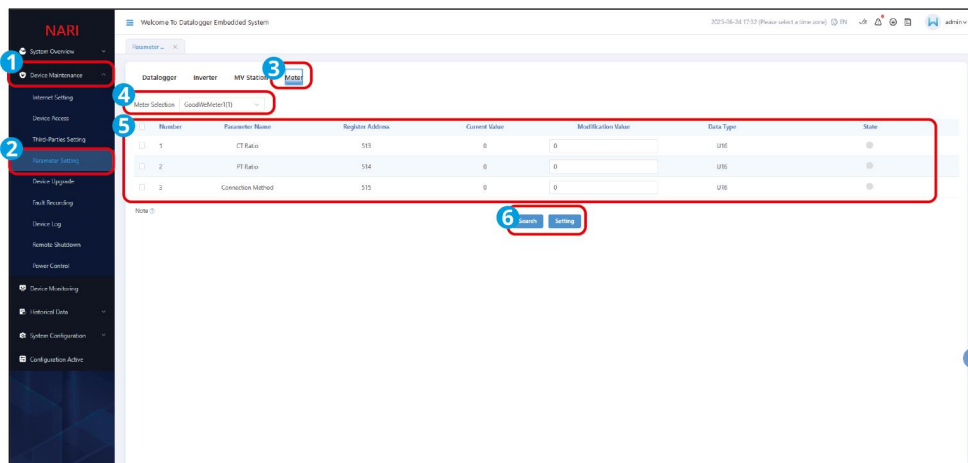 NARI
Welcome To Datalogger Embedded System
2023-08-24 17:32 (Please select a time zone) EN
admin
System Overview
Parameter ... ×
1
Device Maintenance
Datalogger Inverter MV Station 3 Meter
Internet Setting
4
Meter Selection GoodWeMeter1(1)
Device Access
5
Number Parameter Name Register Address Current Value Modification Value Data Type State
Third-Parties Setting
1 CT Ratio 513 0 0 U16
2
Parameter Setting
2 PT Ratio 514 0 0 U16
Device Upgrade
3 Connection Method 515 0 0 U16
Fault Recording
Note
6 Search Setting
Device Log
Remote Shutdown
Power Control
Device Monitoring
Historical Data
System Configuration
Configuration Active